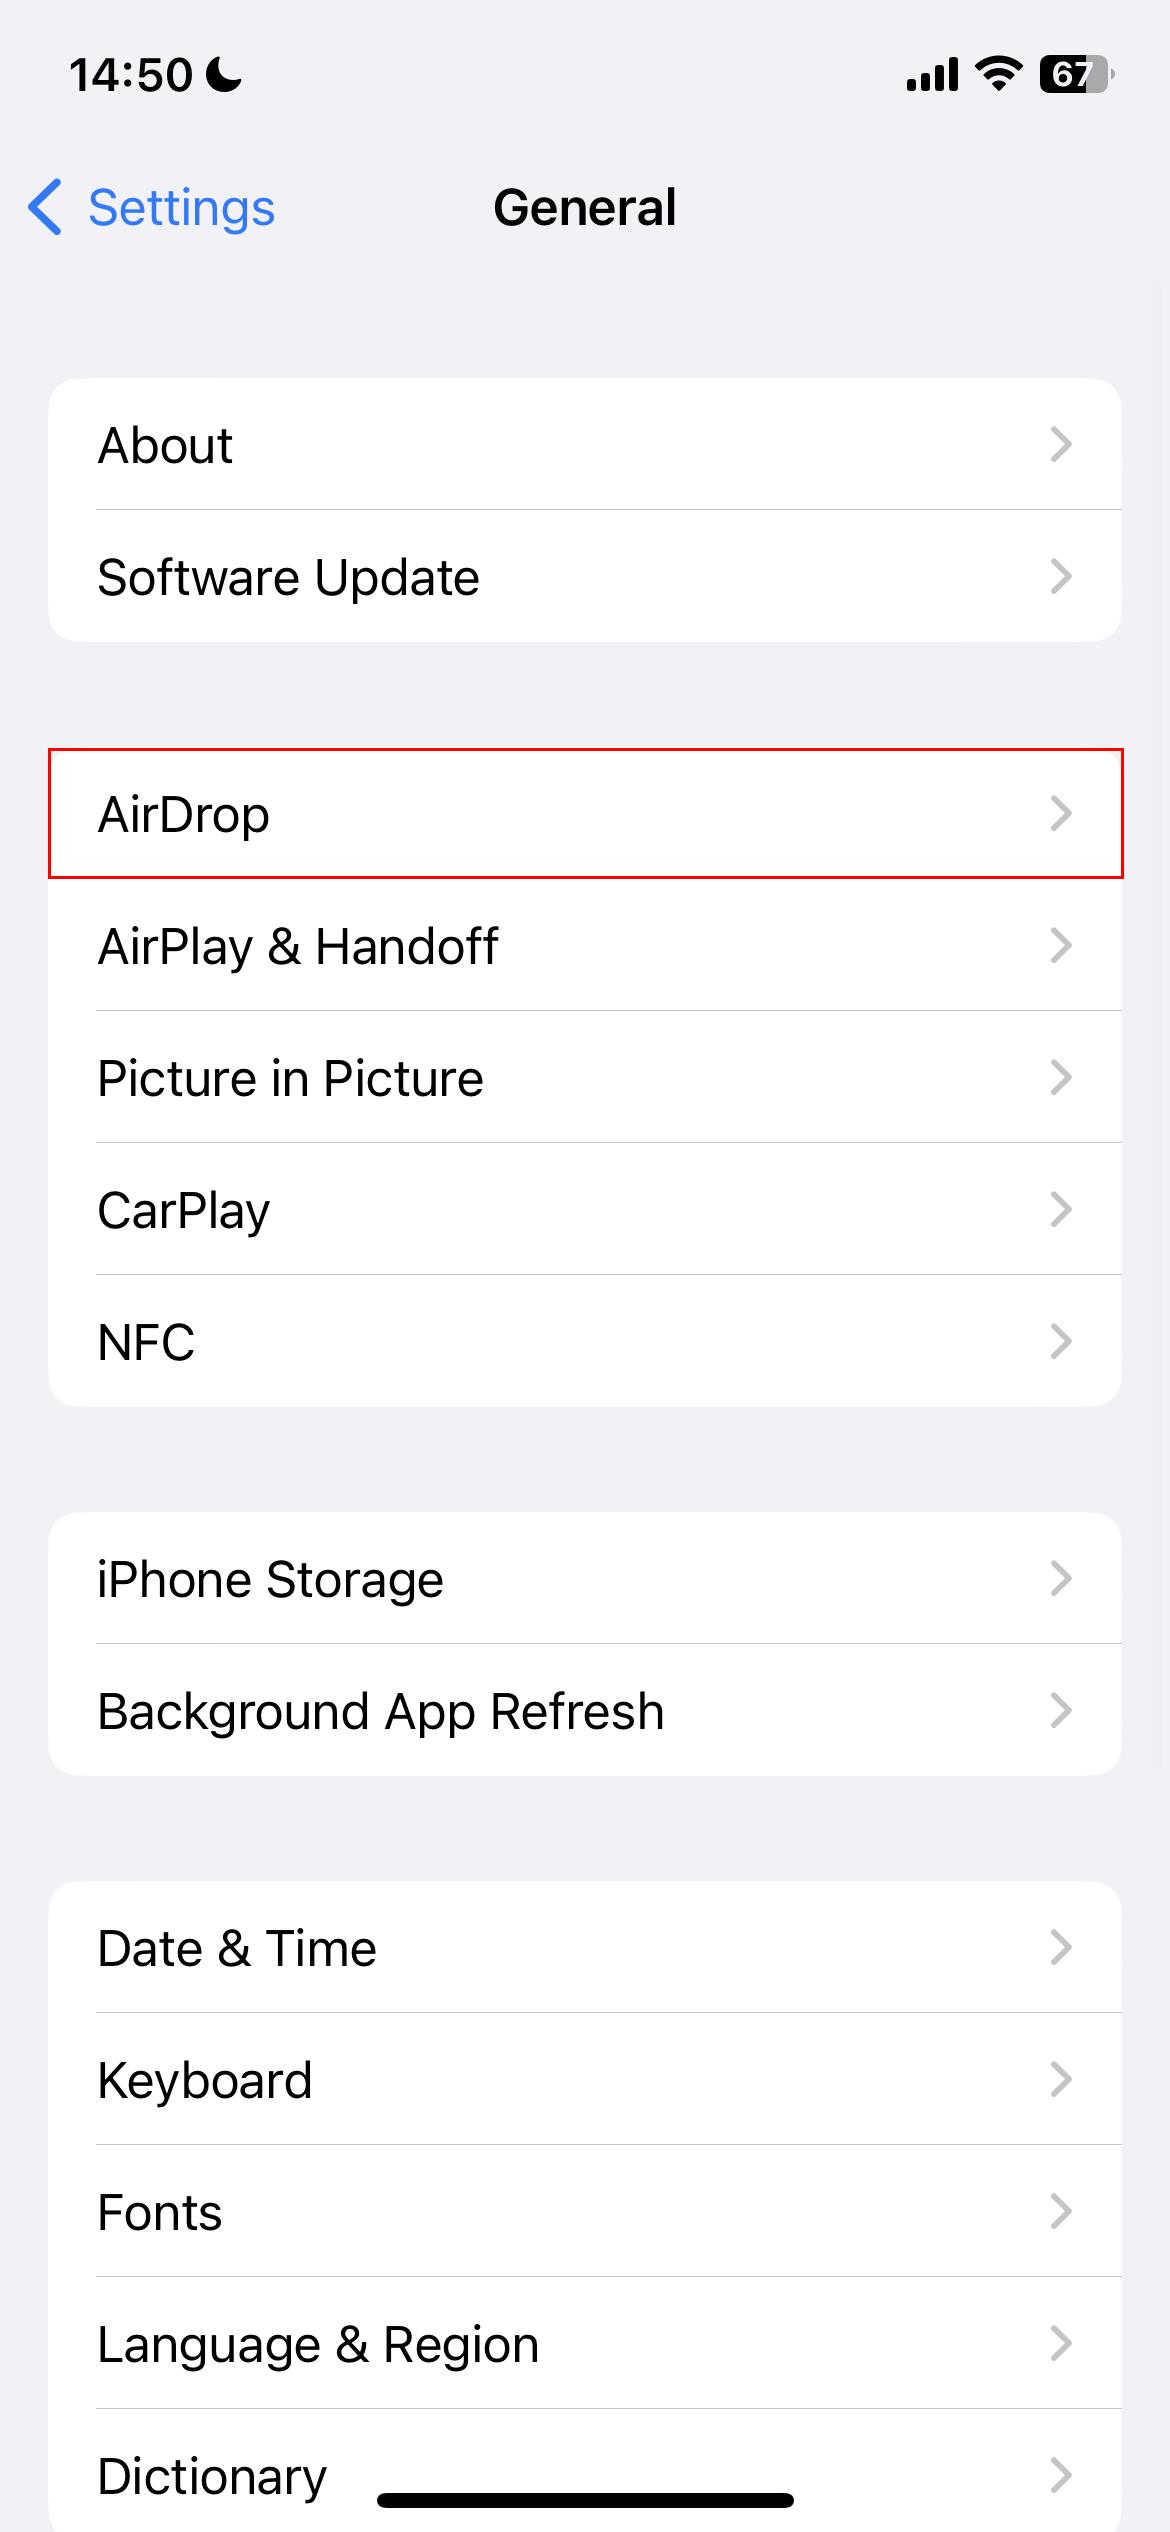 14:50
67
Settings
General
About
Software Update
AirDrop
AirPlay & Handoff
Picture in Picture
CarPlay
NFC
iPhone Storage
Background App Refresh
Date & Time
Keyboard
Fonts
Language & Region
Dictionary